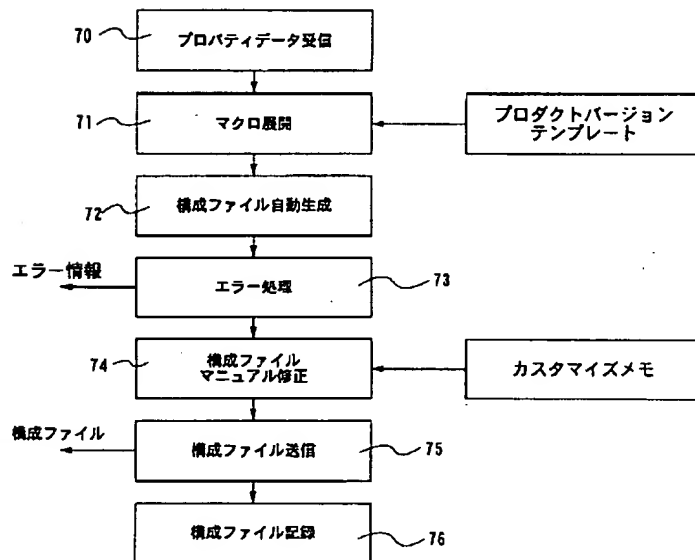 70
プロパティデータ受信
71
マクロ展開
プロダクトバージョン
テンプレート
72
構成ファイル自動生成
エラー情報
エラー処理
73
74
構成ファイル
マニュアル修正
カスタマイズメモ
構成ファイル
構成ファイル送信
75
構成ファイル記録
76